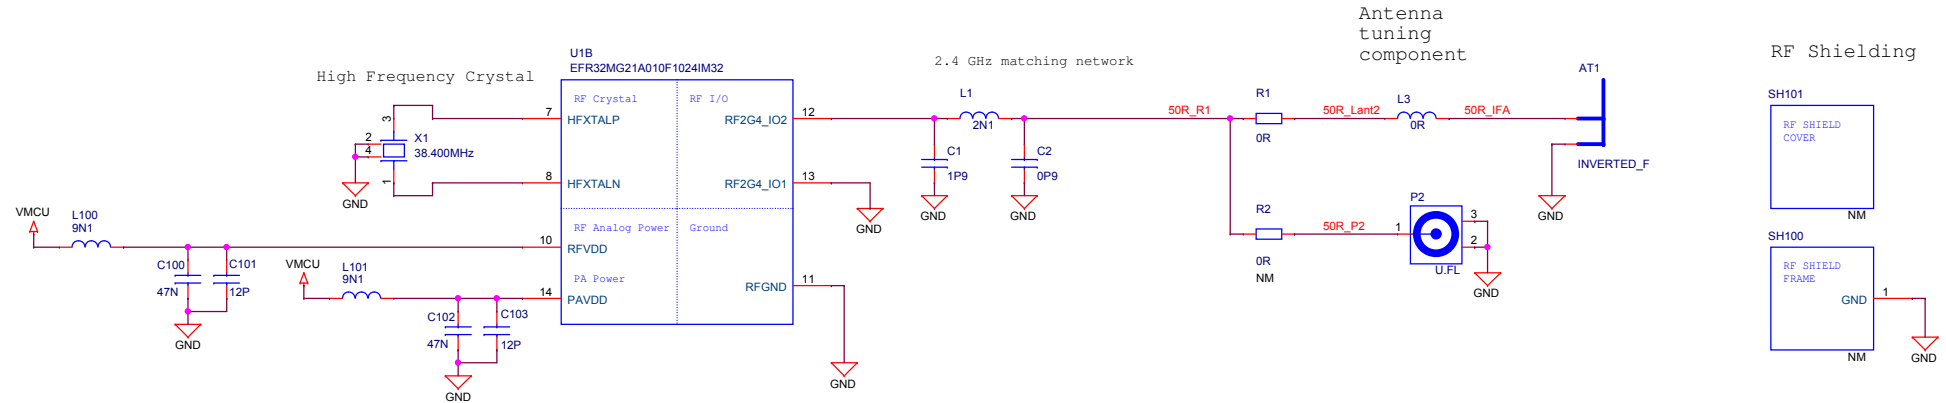 Antenna
tuning
component
RF Shielding
High Frequency Crystal
U1B
EFR32MG21A010F1024IM32
2.4 GHz matching network
RF Crystal
RF I/O
7
HFXTALP
RF2G4_IO2
12
3
2
4
1
X1
38.400MHz
GND
8
HFXTALN
RF2G4_IO1
13
GND
L1
2N1
C1
1P9
GND
C2
0P9
GND
50R_R1
R1
0R
50R_Lant2
L3
0R
50R_IFA
AT1
INVERTED_F
GND
SH101
RF SHIELD
COVER
NM
VMCU
L100
9N1
C100
47N
C101
12P
GND
RF Analog Power
Ground
10
RFVDD
VMCU
L101
9N1
PA Power
14
PAVDD
RFGND
11
GND
C102
47N
C103
12P
GND
R2
0R
NM
50R_P2
P2
1
3
2
U.FL
GND
SH100
RF SHIELD
FRAME
GND
1
NM
GND